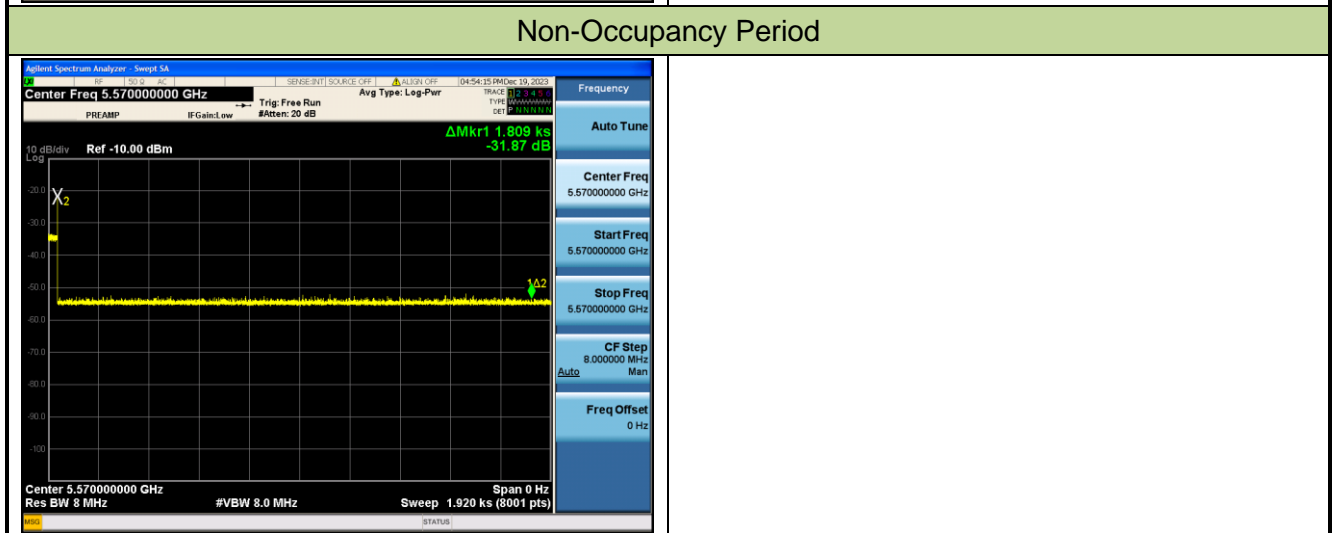 Non-Occupancy Period
Agilent Spectrum Analyzer - Swept SA
RF 50 Ω AC SENSE:INT SOURCE OFF ALIGN OFF 04:54:15 PM Dec 19, 2023
Center Freq 5.570000000 GHz
Avg Type: Log-Pwr
TRACE 1 2 3 4 5 6
Trig: Free Run
TYPE
PREAMP IFGain:Low #Atten: 20 dB
DET P N N N N N
ΔMkr1 1.809 ks
-31.87 dB
10 dB/div Ref -10.00 dBm
Log
-20.0
-30.0
-40.0
-50.0
-60.0
-70.0
-80.0
-90.0
-100
X2
1Δ2
Center 5.570000000 GHz Span 0 Hz
Res BW 8 MHz #VBW 8.0 MHz Sweep 1.920 ks (8001 pts)
MSG STATUS
Frequency
Auto Tune
Center Freq
5.570000000 GHz
Start Freq
5.570000000 GHz
Stop Freq
5.570000000 GHz
CF Step
8.000000 MHz
Auto Man
Freq Offset
0 Hz